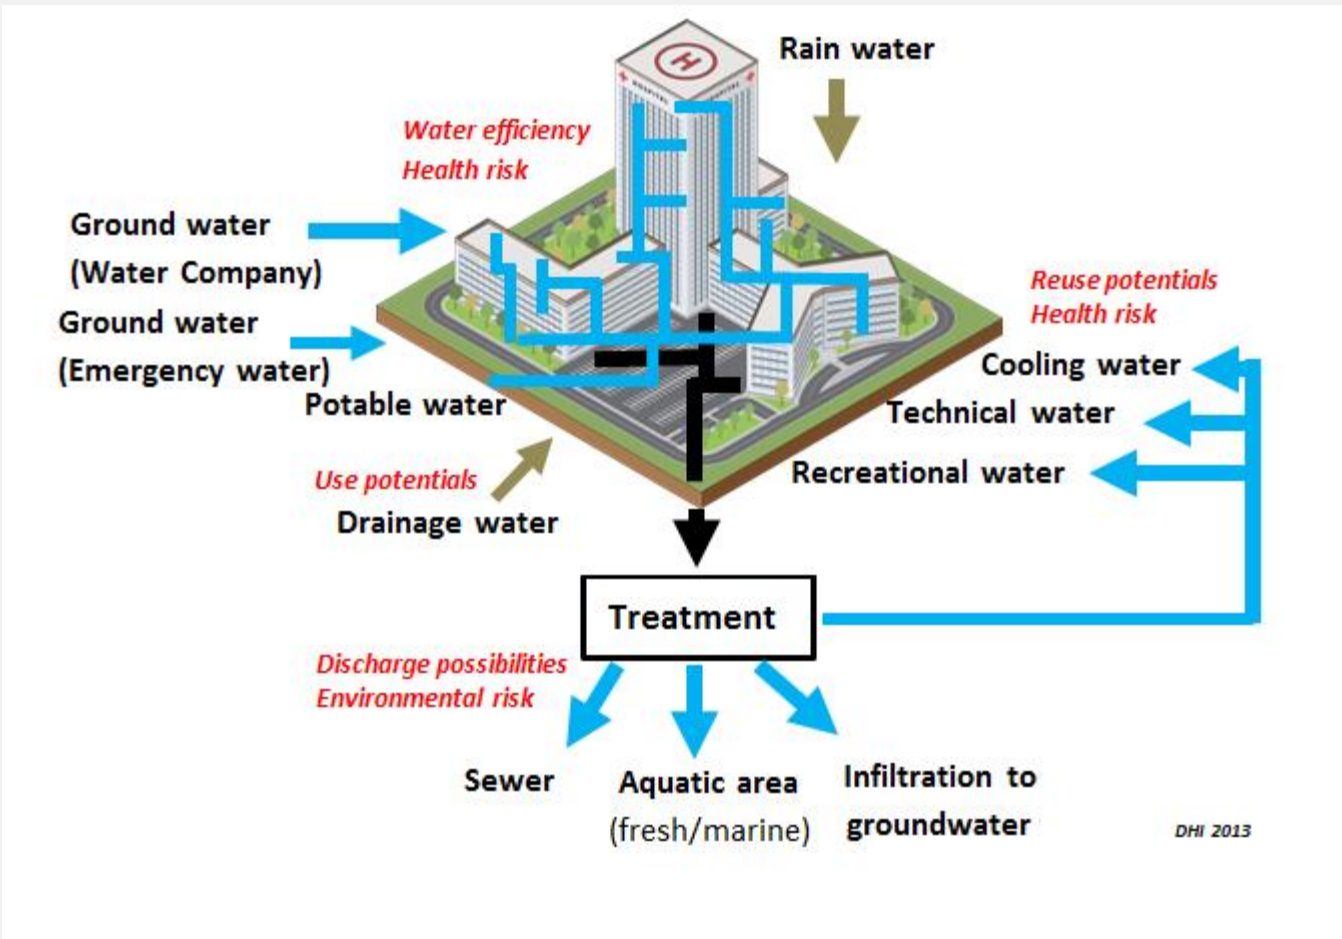 HOSPITAL
HOSPITAL
H
Rain water
Water efficiency
Health risk
Ground water
(Water Company)
Ground water
(Emergency water)
Potable water
Use potentials
Drainage water
Reuse potentials
Health risk
Cooling water
Technical water
Recreational water
Treatment
Discharge possibilities
Environmental risk
Sewer
Aquatic area
(fresh/marine)
Infiltration to
groundwater
DHI 2013